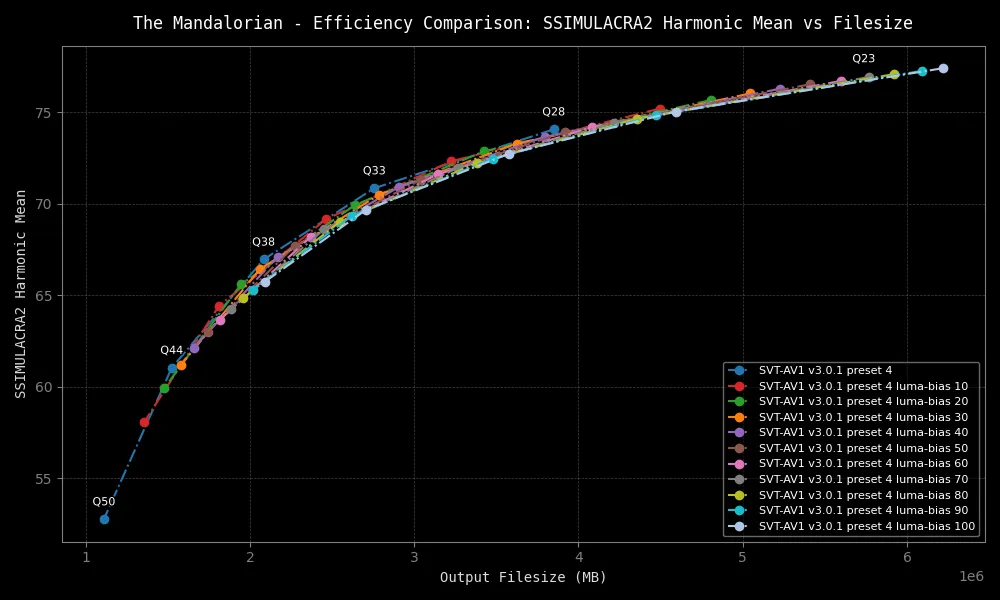 The Mandalorian - Efficiency Comparison: SSIMULACRA2 Harmonic Mean vs Filesize
Q23
Q28
Q33
Q38
Q44
Q50
75
70
65
60
55
SSIMULACRA2 Harmonic Mean
SVT-AV1 v3.0.1 preset 4
SVT-AV1 v3.0.1 preset 4 luma-bias 10
SVT-AV1 v3.0.1 preset 4 luma-bias 20
SVT-AV1 v3.0.1 preset 4 luma-bias 30
SVT-AV1 v3.0.1 preset 4 luma-bias 40
SVT-AV1 v3.0.1 preset 4 luma-bias 50
SVT-AV1 v3.0.1 preset 4 luma-bias 60
SVT-AV1 v3.0.1 preset 4 luma-bias 70
SVT-AV1 v3.0.1 preset 4 luma-bias 80
SVT-AV1 v3.0.1 preset 4 luma-bias 90
SVT-AV1 v3.0.1 preset 4 luma-bias 100
1 2 3 4 5 6
1e6
Output Filesize (MB)